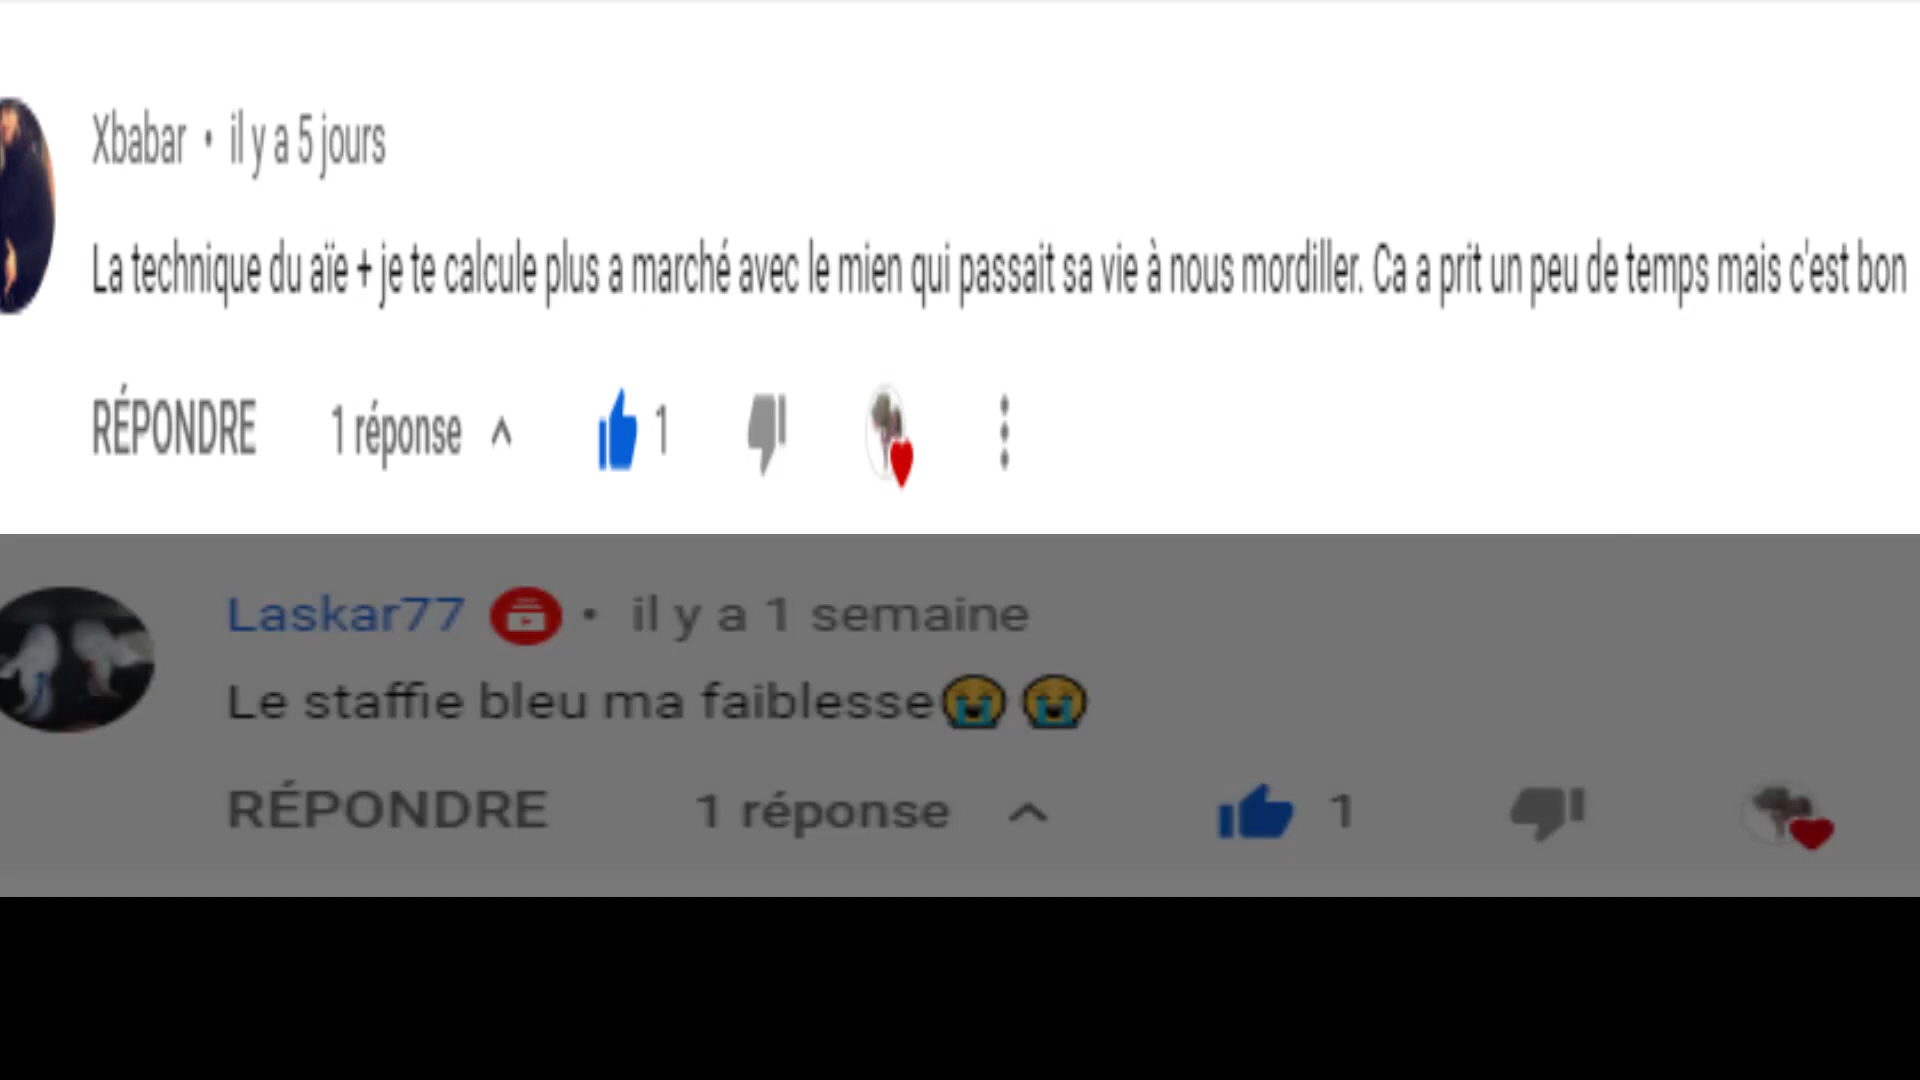 Xbabar • il y a 5 jours
La technique du aïe + je te calcule plus a marché avec le mien qui passait sa vie à nous mordiller. Ca a prit un peu de temps mais c'est bon
RÉPONDRE 1 réponse 1
Laskar77 • il y a 1 semaine
Le staffie bleu ma faiblesse😭😭
RÉPONDRE 1 réponse 1